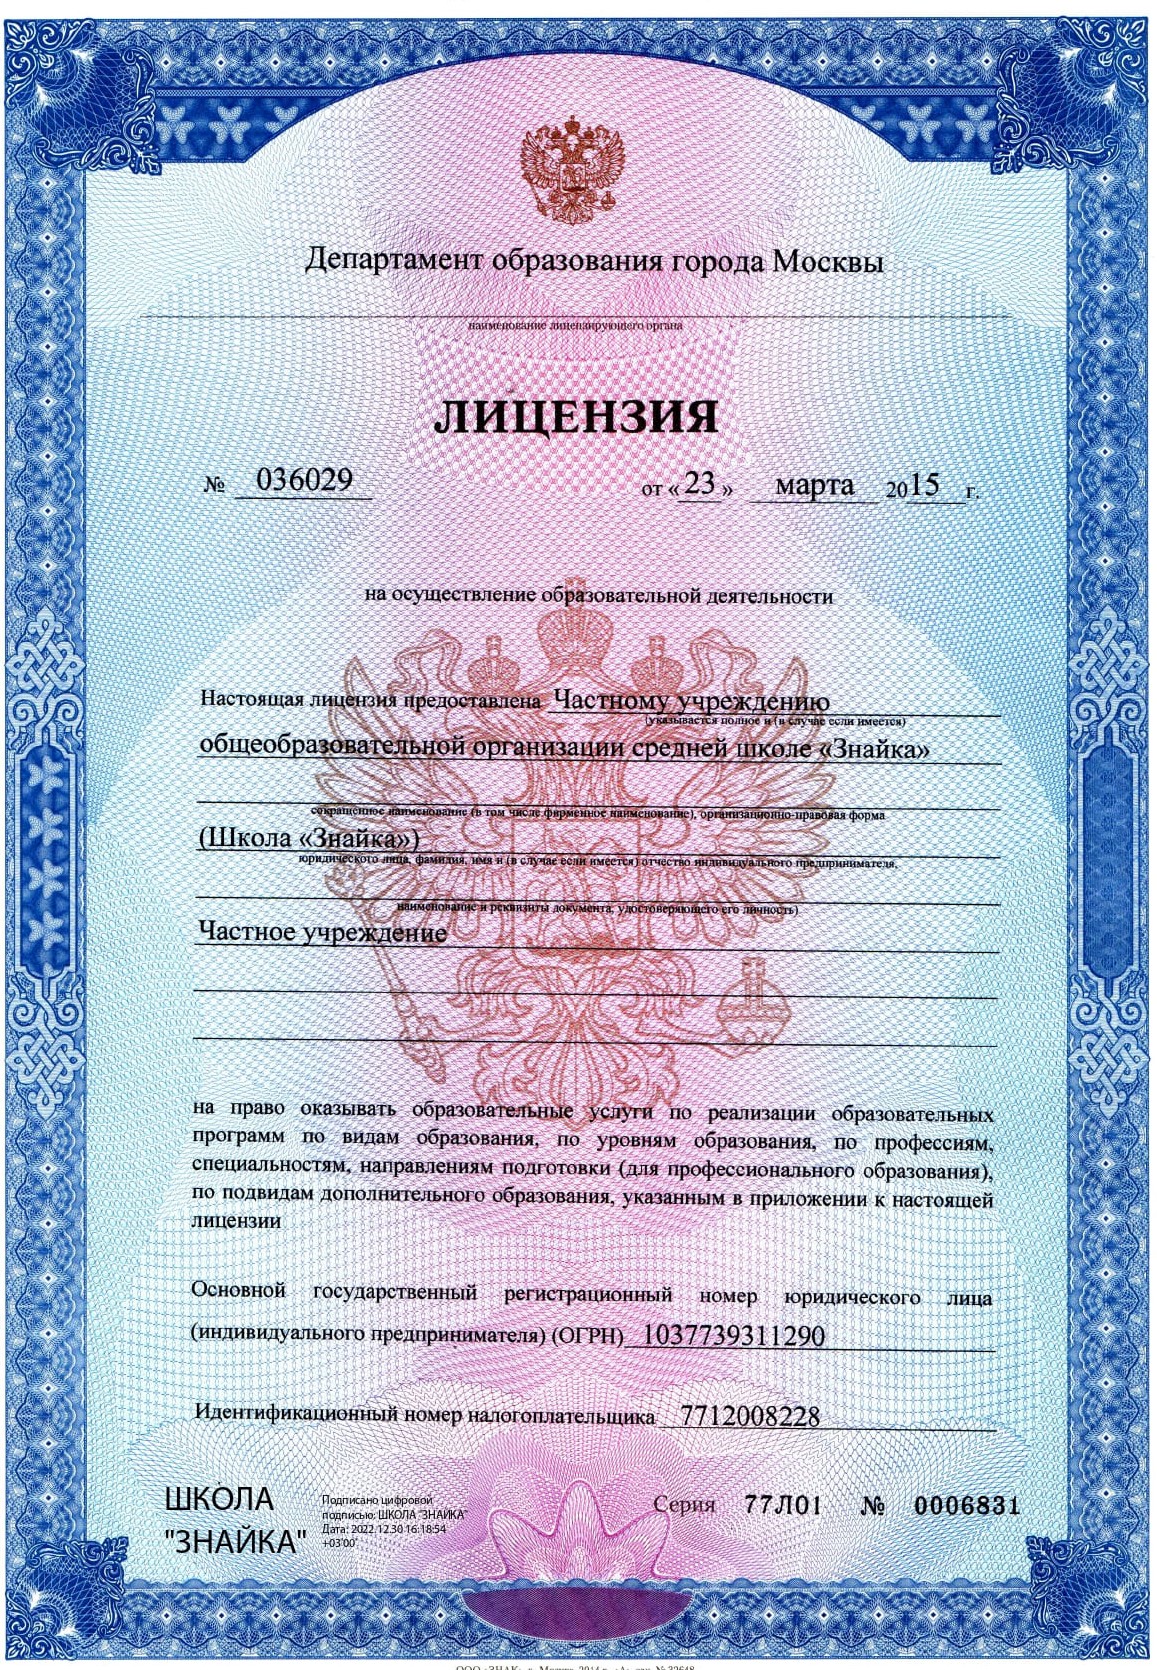 Департамент образования города Москвы
наименование лицензирующего органа
ЛИЦЕНЗИЯ
№ 036029 от «23» марта 2015 г.
на осуществление образовательной деятельности
Настоящая лицензия предоставлена Частному учреждению
(указывается полное и (в случае если имеется)
общеобразовательной организации средней школе «Знайка»
сокращенное наименование (в том числе фирменное наименование), организационно-правовая форма
(Школа «Знайка»)
юридического лица, фамилия, имя и (в случае если имеется) отчество индивидуального предпринимателя,
наименование и реквизиты документа, удостоверяющего его личность)
Частное учреждение
на право оказывать образовательные услуги по реализации образовательных
программ по видам образования, по уровням образования, по профессиям,
специальностям, направлениям подготовки (для профессионального образования),
по подвидам дополнительного образования, указанным в приложении к настоящей
лицензии
Основной государственный регистрационный номер юридического лица
(индивидуального предпринимателя) (ОГРН) 1037739311290
Идентификационный номер налогоплательщика 7712008228
ШКОЛА
"ЗНАЙКА"
Подписано цифровой
подписью: ШКОЛА "ЗНАЙКА"
Дата: 2022.12.30 16:18:54
+03'00'
Серия 77Л01 № 0006831